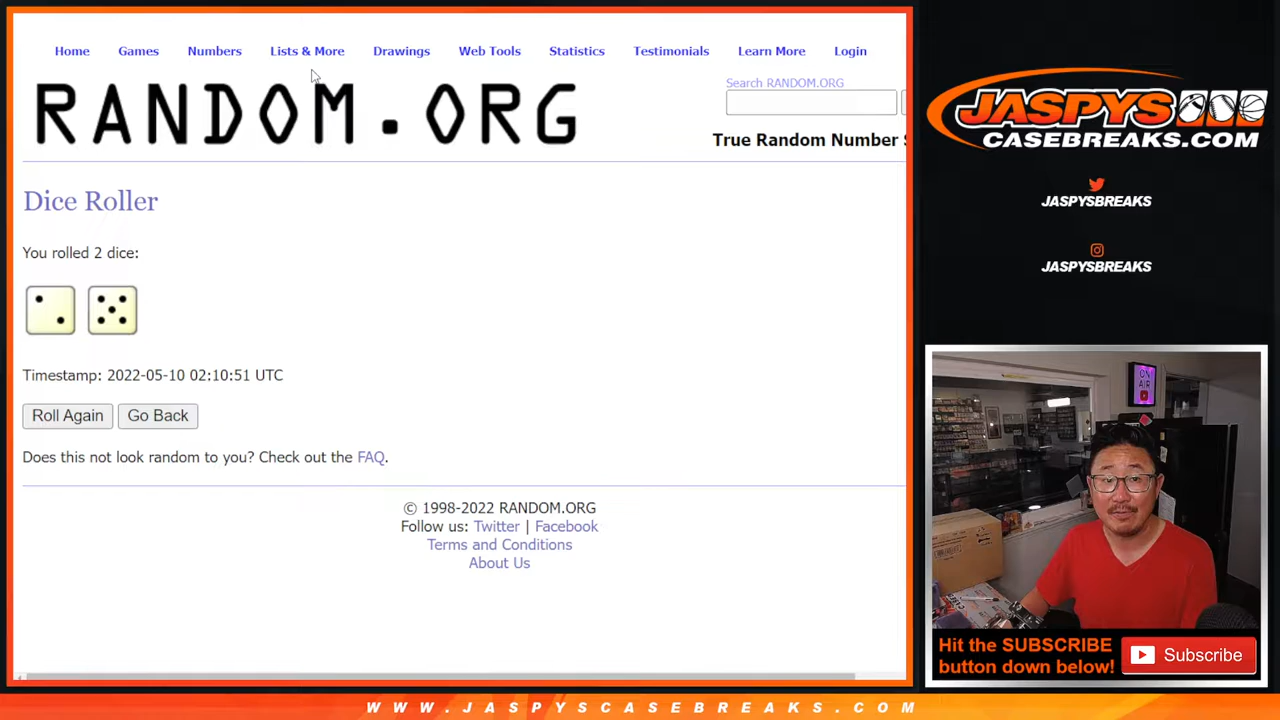 Home Games Numbers Lists & More Drawings Web Tools Statistics Testimonials Learn More Login
RANDOM.ORG
Search RANDOM.ORG
True Random Number S
Dice Roller
You rolled 2 dice:
Timestamp: 2022-05-10 02:10:51 UTC
Roll Again Go Back
Does this not look random to you? Check out the FAQ.
© 1998-2022 RANDOM.ORG
Follow us: Twitter | Facebook
Terms and Conditions
About Us
JASPYS
CASEBREAKS.COM
JASPYSBREAKS
JASPYSBREAKS
ON
AIR
Hit the SUBSCRIBE
button down below!
Subscribe
WWW.JASPYSCASEBREAKS.COM